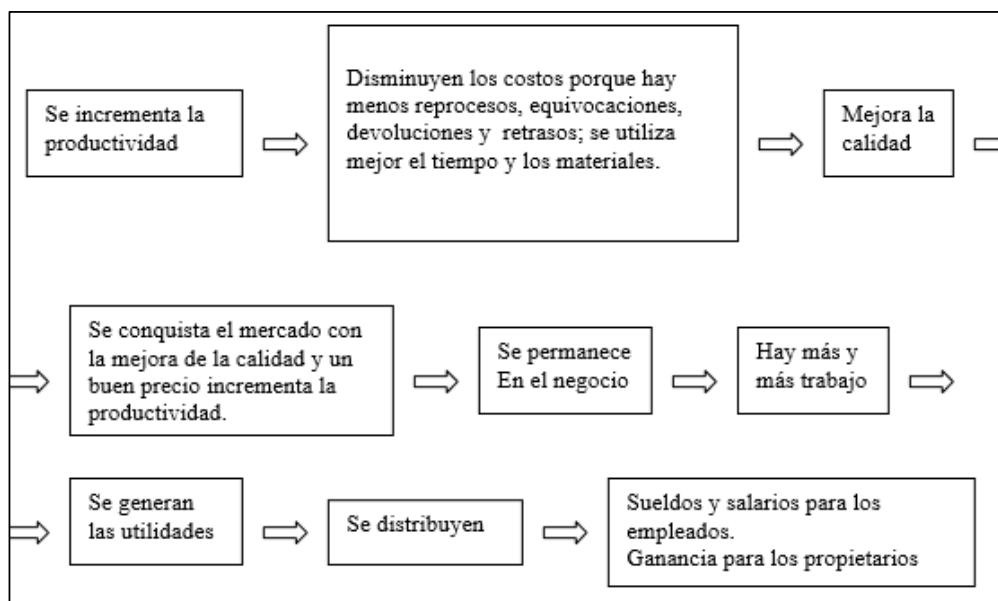 Se incrementa la
productividad
Disminuyen los costos porque hay
menos reprocesos, equivocaciones,
devoluciones y retrasos; se utiliza
mejor el tiempo y los materiales.
Mejora la
calidad
Se conquista el mercado con
la mejora de la calidad y un
buen precio incrementa la
productividad.
Se permanece
En el negocio
Hay más y
más trabajo
Se generan
las utilidades
Se distribuyen
Sueldos y salarios para los
empleados.
Ganancia para los propietarios